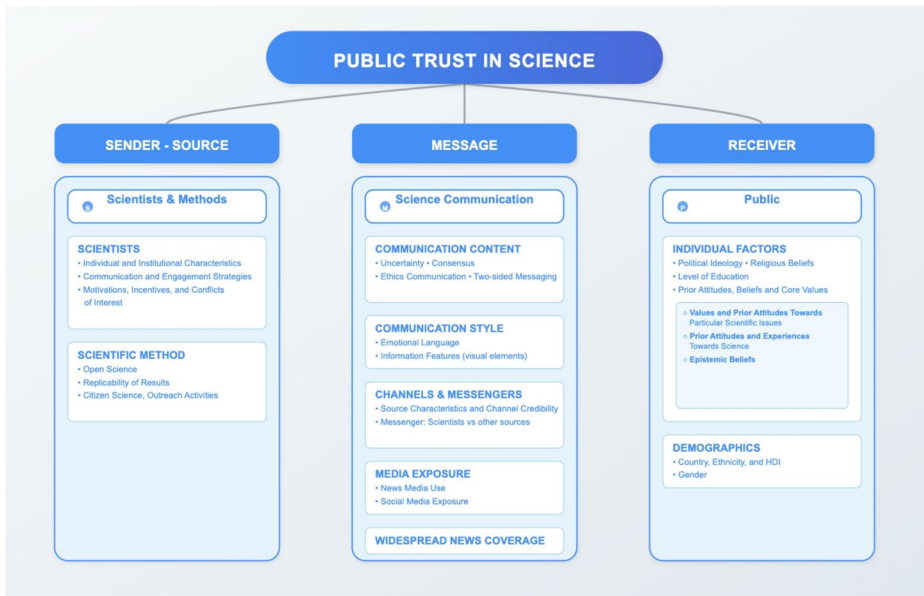 PUBLIC TRUST IN SCIENCE
SENDER - SOURCE
S
Scientists & Methods
SCIENTISTS
• Individual and Institutional Characteristics
• Communication and Engagement Strategies
• Motivations, Incentives, and Conflicts
of Interest
SCIENTIFIC METHOD
• Open Science
• Replicability of Results
• Citizen Science, Outreach Activities
MESSAGE
M
Science Communication
COMMUNICATION CONTENT
• Uncertainty • Consensus
• Ethics Communication • Two-sided Messaging
COMMUNICATION STYLE
• Emotional Language
• Information Features (visual elements)
CHANNELS & MESSENGERS
• Source Characteristics and Channel Credibility
• Messenger: Scientists vs other sources
MEDIA EXPOSURE
• News Media Use
• Social Media Exposure
WIDESPREAD NEWS COVERAGE
RECEIVER
P
Public
INDIVIDUAL FACTORS
• Political Ideology • Religious Beliefs
• Level of Education
• Prior Attitudes, Beliefs and Core Values
○ Values and Prior Attitudes Towards
Particular Scientific Issues
○ Prior Attitudes and Experiences
Towards Science
○ Epistemic Beliefs
DEMOGRAPHICS
• Country, Ethnicity, and HDI
• Gender